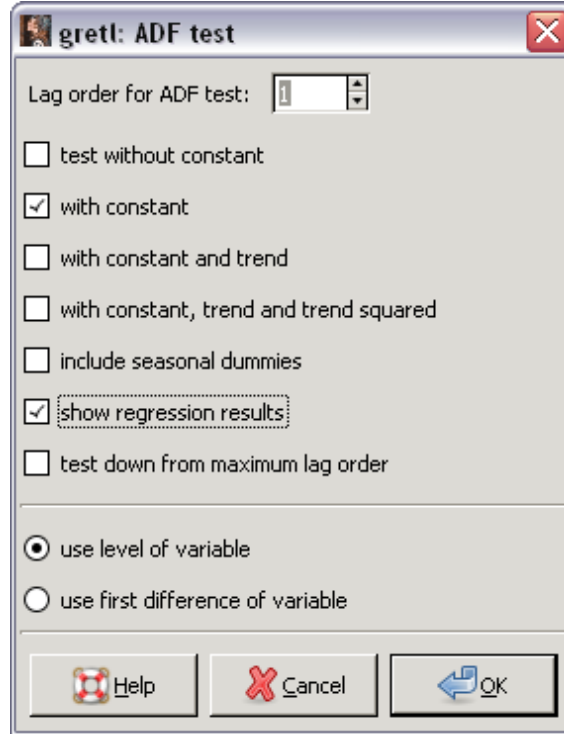 gretl: ADF test
Lag order for ADF test: 1
test without constant
with constant
with constant and trend
with constant, trend and trend squared
include seasonal dummies
show regression results
test down from maximum lag order
use level of variable
use first difference of variable
Help Cancel OK